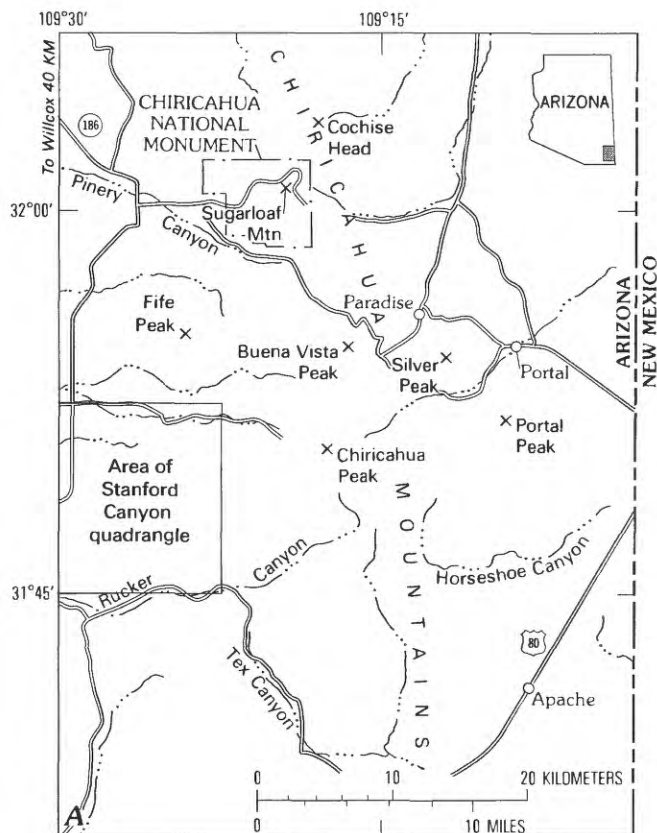 109°30'
109°15'
To Willcox 40 KM
186
CHIRICAHUA
NATIONAL
MONUMENT
CHIRICAHUA
Cochise
Head
ARIZONA
Pinery
Canyon
Sugarloaf
Mtn
32°00'
Fife
Peak
Paradise
Buena Vista
Peak
Silver
Peak
Portal
ARIZONA
NEW MEXICO
Portal
Peak
Chiricahua
Peak
Area of
Stanford
Canyon
quadrangle
MOUNTAINS
Horseshoe Canyon
31°45'
Rucker
Canyon
Tex Canyon
80
Apache
A
0 10 20 KILOMETERS
0 10 MILES